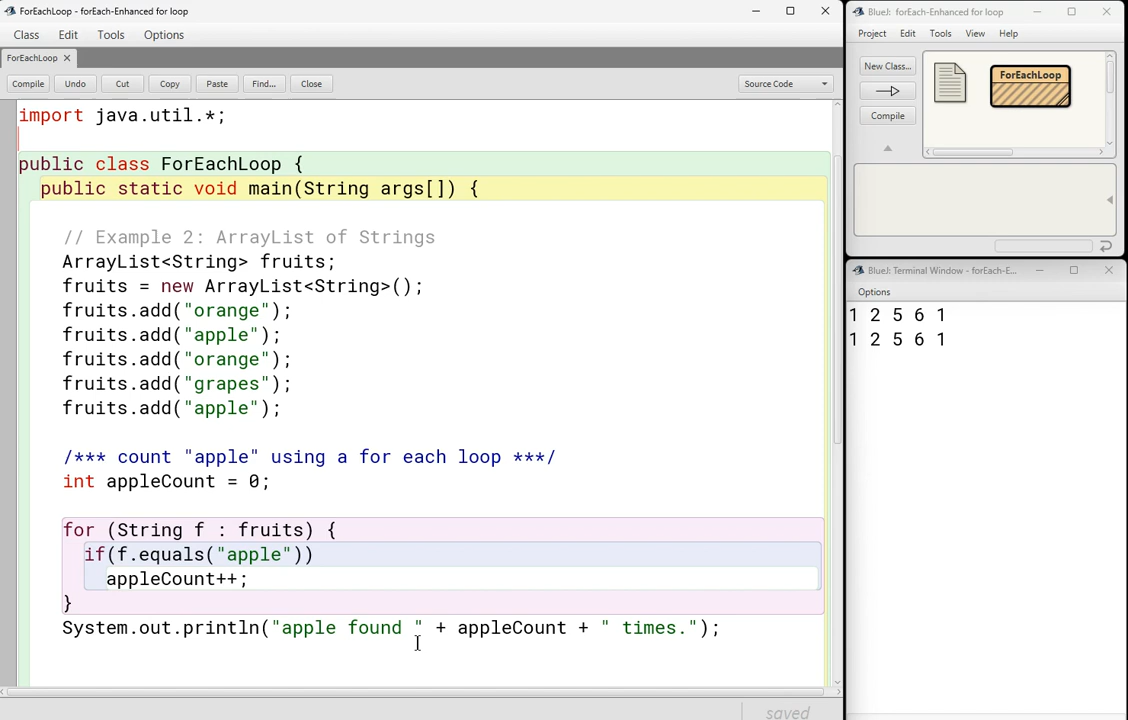 ForEachLoop - forEach-Enhanced for loop
Class Edit Tools Options
ForEachLoop ×
Compile Undo Cut Copy Paste Find... Close Source Code
import java.util.*;
public class ForEachLoop {
public static void main(String args[]) {
// Example 2: ArrayList of Strings
ArrayList<String> fruits;
fruits = new ArrayList<String>();
fruits.add("orange");
fruits.add("apple");
fruits.add("orange");
fruits.add("grapes");
fruits.add("apple");
/*** count "apple" using a for each loop ***/
int appleCount = 0;
for (String f : fruits) {
if(f.equals("apple"))
appleCount++;
}
System.out.println("apple found " + appleCount + " times.");
saved
BlueJ: forEach-Enhanced for loop
Project Edit Tools View Help
New Class...
Compile
ForEachLoop
BlueJ: Terminal Window - forEach-E...
Options
1 2 5 6 1
1 2 5 6 1